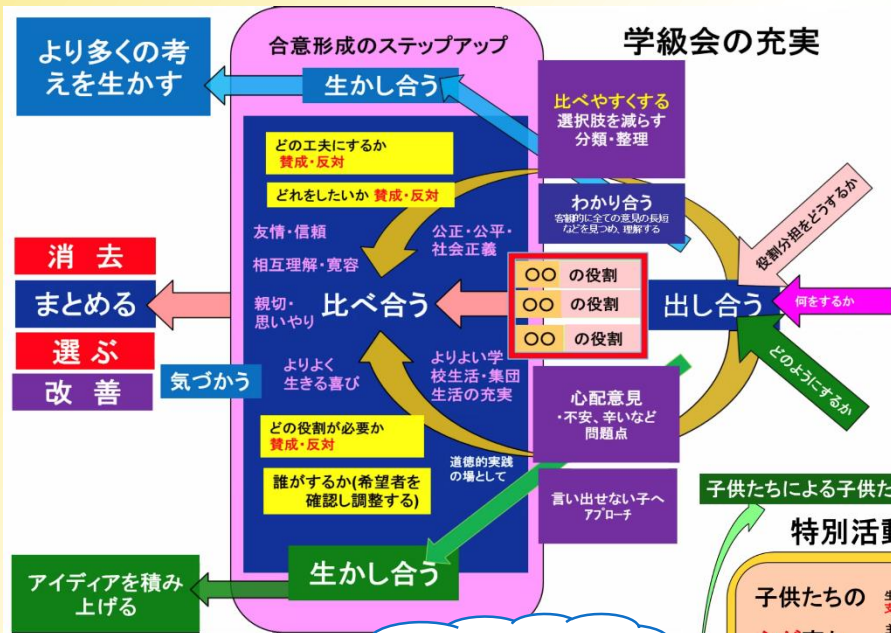 学級会の充実
合意形成のステップアップ
より多くの考
えを生かす
生かし合う
比べやすくする
選択肢を減らす
分類・整理
どの工夫にするか
賛成・反対
どれをしたいか 賛成・反対
わかり合う
客観的に全ての意見の長短
などを見つめ、理解する
役割分担をどうするか
友情・信頼
公正・公平・
社会正義
相互理解・寛容
消 去
まとめる
選ぶ
改 善
親切・
思いやり
比べ合う
〇〇 の役割
〇〇 の役割
〇〇 の役割
出し合う
何をするか
どのようにするか
気づかう
よりよく
生きる喜び
よりよい学
校生活・集団
生活の充実
心配意見
・不安、辛いなど
問題点
どの役割が必要か
賛成・反対
道徳的実践
の場として
誰がするか(希望者を
確認し調整する)
言い出せない子へ
アプローチ
子供たちによる子供た
特別活動
アイディアを積み
上げる
生かし合う
子供たちの